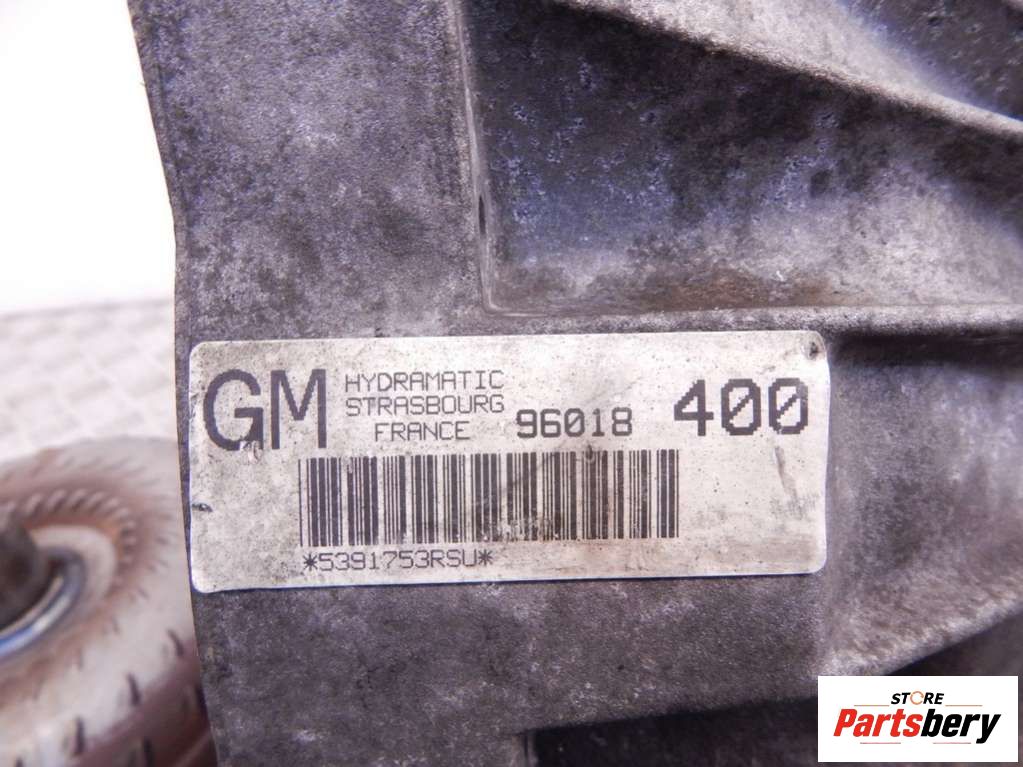 GM HYDRAMATIC
STRASBOURG
FRANCE 96018 400
*5391753RSU*
STORE
Partsbery